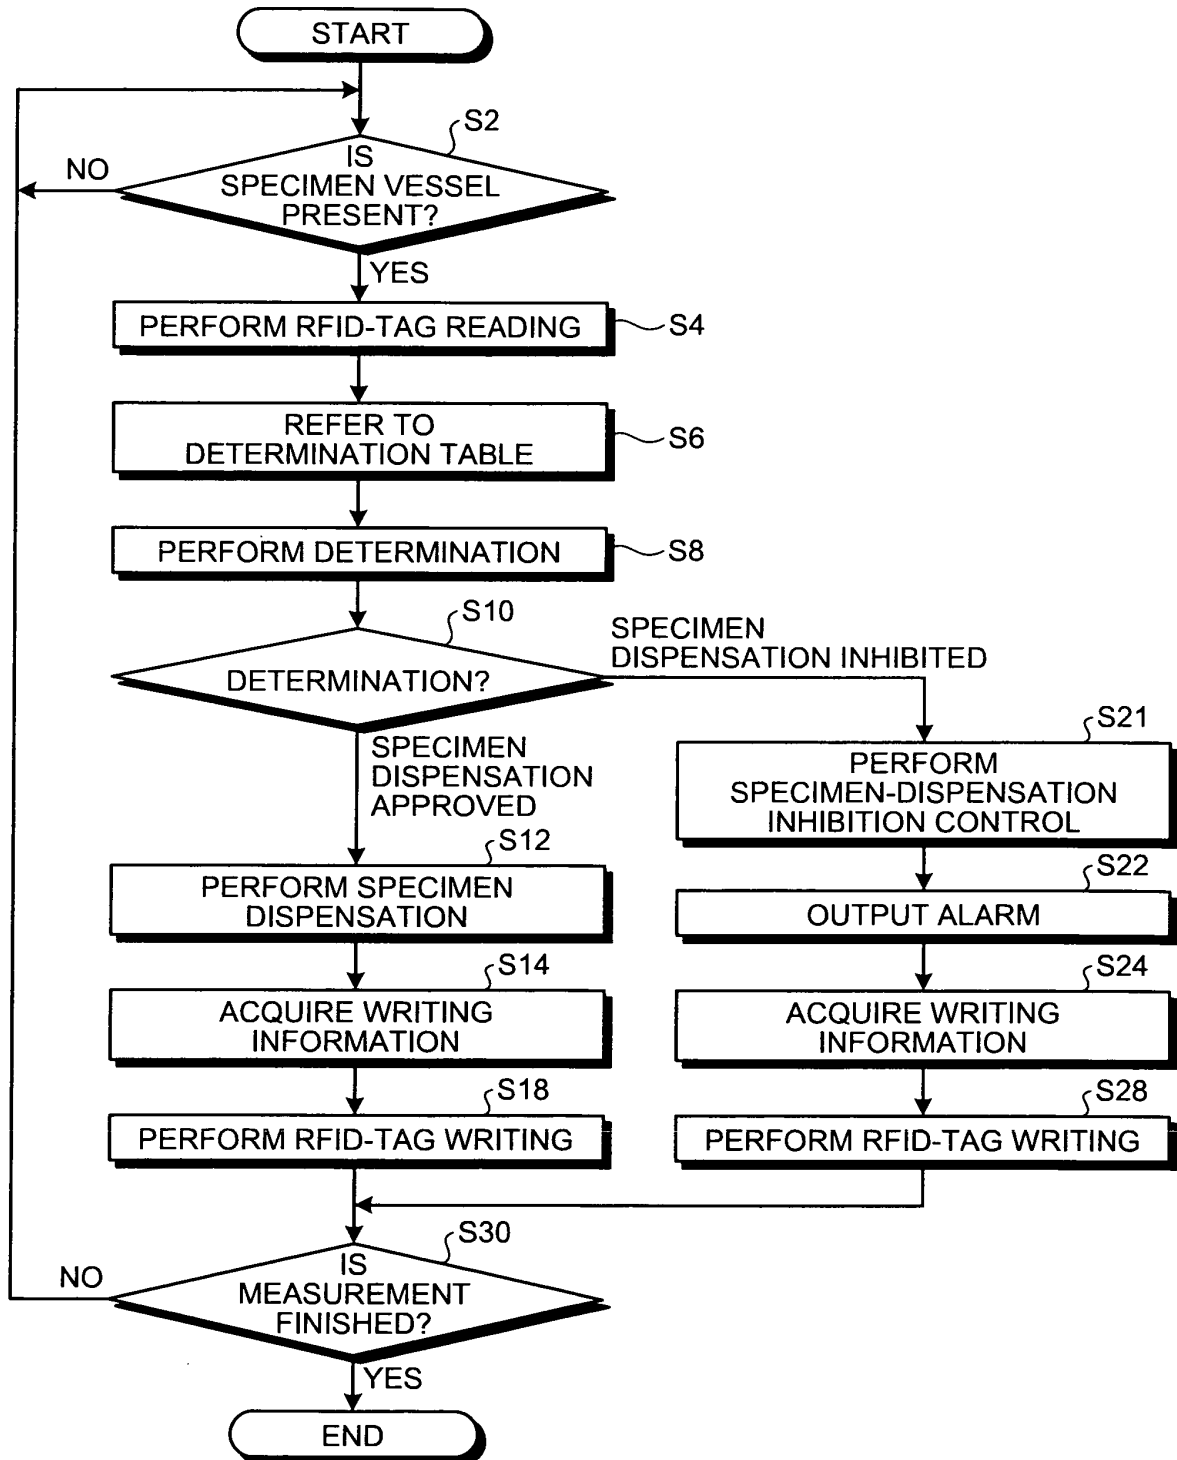 START
S2
NO
IS
SPECIMEN VESSEL
PRESENT?
YES
PERFORM RFID-TAG READING
S4
REFER TO
DETERMINATION TABLE
S6
PERFORM DETERMINATION
S8
S10
DETERMINATION?
SPECIMEN
DISPENSATION INHIBITED
SPECIMEN
DISPENSATION
APPROVED
S12
PERFORM SPECIMEN
DISPENSATION
S14
ACQUIRE WRITING
INFORMATION
S18
PERFORM RFID-TAG WRITING
S21
PERFORM
SPECIMEN-DISPENSATION
INHIBITION CONTROL
S22
OUTPUT ALARM
S24
ACQUIRE WRITING
INFORMATION
S28
PERFORM RFID-TAG WRITING
S30
NO
IS
MEASUREMENT
FINISHED?
YES
END